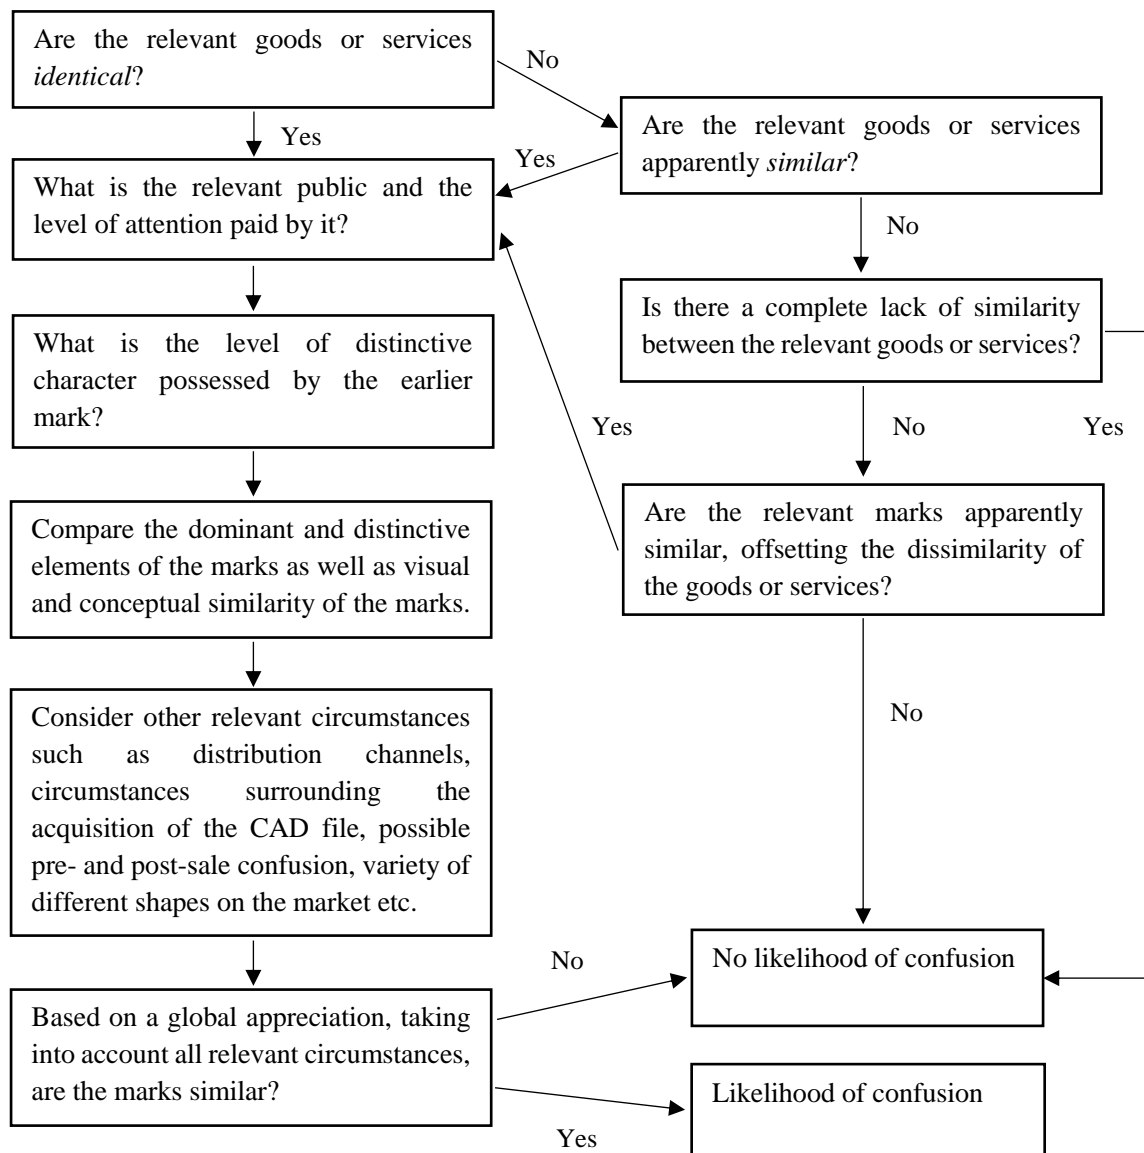 Are the relevant goods or services
identical?
No
Yes
Are the relevant goods or services
apparently similar?
Yes
What is the relevant public and the
level of attention paid by it?
No
Is there a complete lack of similarity
between the relevant goods or services?
What is the level of distinctive
character possessed by the earlier
mark?
Yes
No
Yes
Compare the dominant and distinctive
elements of the marks as well as visual
and conceptual similarity of the marks.
Are the relevant marks apparently
similar, offsetting the dissimilarity of
the goods or services?
No
Consider other relevant circumstances
such as distribution channels,
circumstances surrounding the
acquisition of the CAD file, possible
pre- and post-sale confusion, variety of
different shapes on the market etc.
No
No likelihood of confusion
Based on a global appreciation, taking
into account all relevant circumstances,
are the marks similar?
Likelihood of confusion
Yes